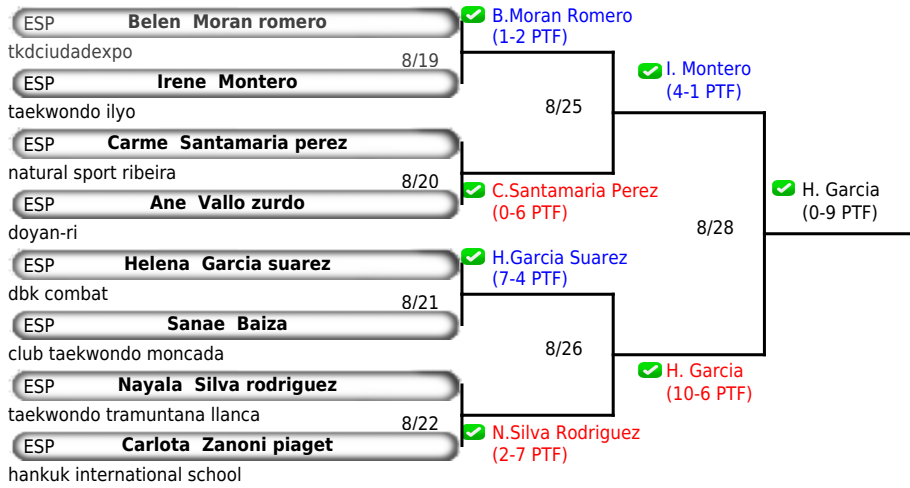 ESP Belen Moran romero
tkdciudadexpo
8/19
ESP Irene Montero
taekwondo ilyo
ESP Carme Santamaria perez
natural sport ribeira
8/20
ESP Ane Vallo zurdo
doyan-ri
ESP Helena Garcia suarez
dbk combat
8/21
ESP Sanae Baiza
club taekwondo moncada
ESP Nayala Silva rodriguez
taekwondo tramuntana llanca
8/22
ESP Carlota Zanoni piaget
hankuk international school
B.Moran Romero
(1-2 PTF)
8/25
C.Santamaria Perez
(0-6 PTF)
H.Garcia Suarez
(7-4 PTF)
8/26
N.Silva Rodriguez
(2-7 PTF)
I. Montero
(4-1 PTF)
8/28
H. Garcia
(10-6 PTF)
H. Garcia
(0-9 PTF)